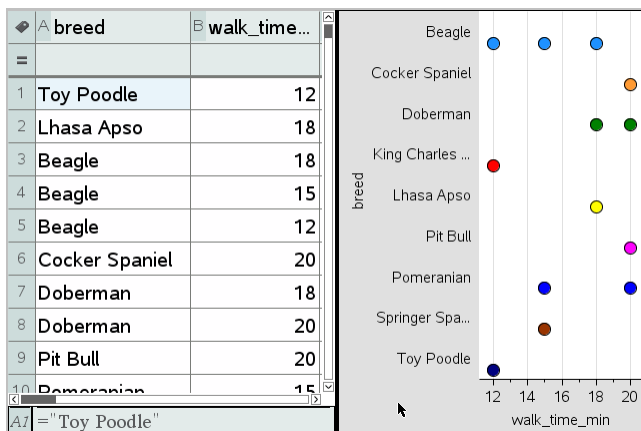 A breed B walk_time...
=
1 Toy Poodle 12
2 Lhasa Apso 18
3 Beagle 18
4 Beagle 15
5 Beagle 12
6 Cocker Spaniel 20
7 Doberman 18
8 Doberman 20
9 Pit Bull 20
10 Pomeranian 15
A1 ="Toy Poodle"
breed
Beagle
Cocker Spaniel
Doberman
King Charles ...
Lhasa Apso
Pit Bull
Pomeranian
Springer Spa...
Toy Poodle
12 14 16 18 20
walk_time_min